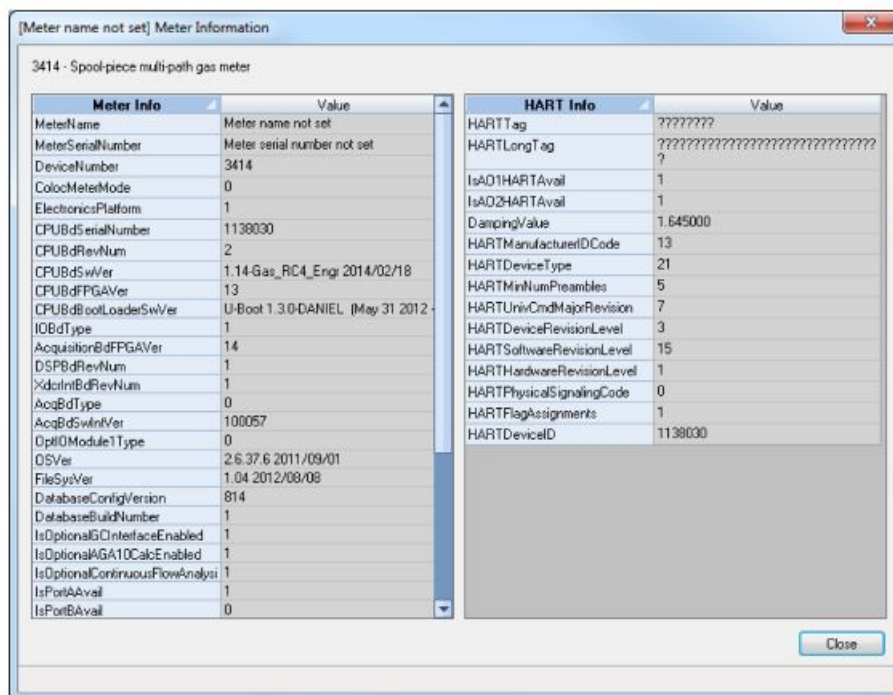 [Meter name not set] Meter Information
3414 - Spool-piece multi-path gas meter
Meter Info Value
MeterName Meter name not set
MeterSerialNumber Meter serial number not set
DeviceNumber 3414
ColocMeterMode 0
ElectronicsPlatform 1
CPUBdSerialNumber 1138030
CPUBdRevNum 2
CPUBdSwVer 1.14-Gas_RC4_Engr 2014/02/18
CPUBdFPGAVer 13
CPUBdBootLoaderSwVer U-Boot 1.3.0-DANIEL (May 31 2012 -
IOBdType 1
AcquisitionBdFPGAVer 14
DSPBdRevNum 1
XdcrIntBdRevNum 1
AcqBdType 0
AcqBdSwIntVer 100057
OptIOModule1Type 0
OSVer 2.6.37.6 2011/09/01
FileSysVer 1.04 2012/08/08
DatabaseConfigVersion 814
DatabaseBuildNumber 1
IsOptionalGCInterfaceEnabled 1
IsOptionalAGA10CalcEnabled 1
IsOptionalContinuousFlowAnalysi 1
IsPortAAvail 1
IsPortBAvail 0
HART Info Value
HARTTag ????????
HARTLongTag ???????????????????????????????
?
IsAO1HARTAvail 1
IsAO2HARTAvail 1
DampingValue 1.645000
HARTManufacturerIDCode 13
HARTDeviceType 21
HARTMinNumPreambles 5
HARTUnivCmdMajorRevision 7
HARTDeviceRevisionLevel 3
HARTSoftwareRevisionLevel 15
HARTHardwareRevisionLevel 1
HARTPhysicalSignalingCode 0
HARTFlagAssignments 1
HARTDeviceID 1138030
Close